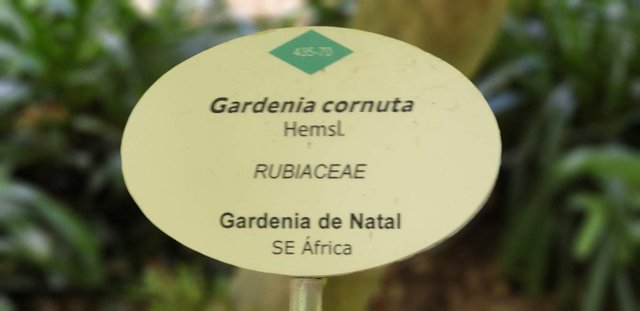 435-70
Gardenia cornuta
Hemsl.
RUBIACEAE
Gardenia de Natal
SE África